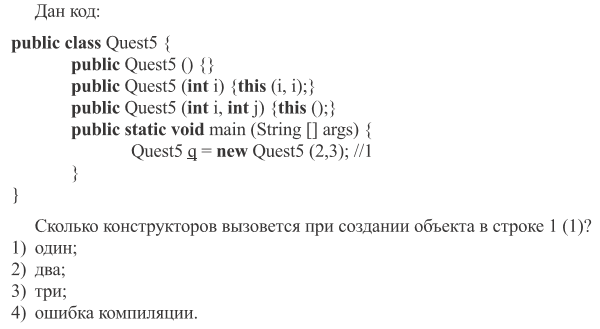 Дан код:
public class Quest5 {
public Quest5 () {}
public Quest5 (int i) {this (i, i);}
public Quest5 (int i, int j) {this ();}
public static void main (String [] args) {
Quest5 q = new Quest5 (2,3); //1
}
}
Сколько конструкторов вызовется при создании объекта в строке 1 (1)?
1) один;
2) два;
3) три;
4) ошибка компиляции.